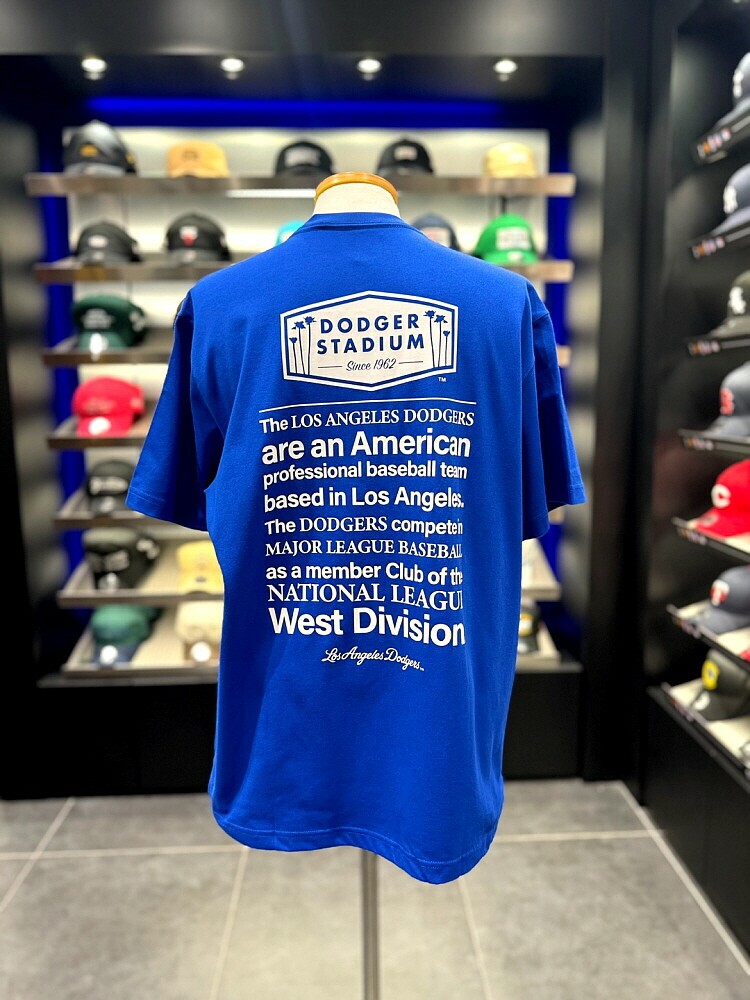 DODGER
STADIUM
Since 1962
TM
The LOS ANGELES DODGERS
are an American
professional baseball team
based in Los Angeles.
The DODGERS compete in
MAJOR LEAGUE BASEBALL
as a member Club of the
NATIONAL LEAGUE
West Division
Los Angeles Dodgers